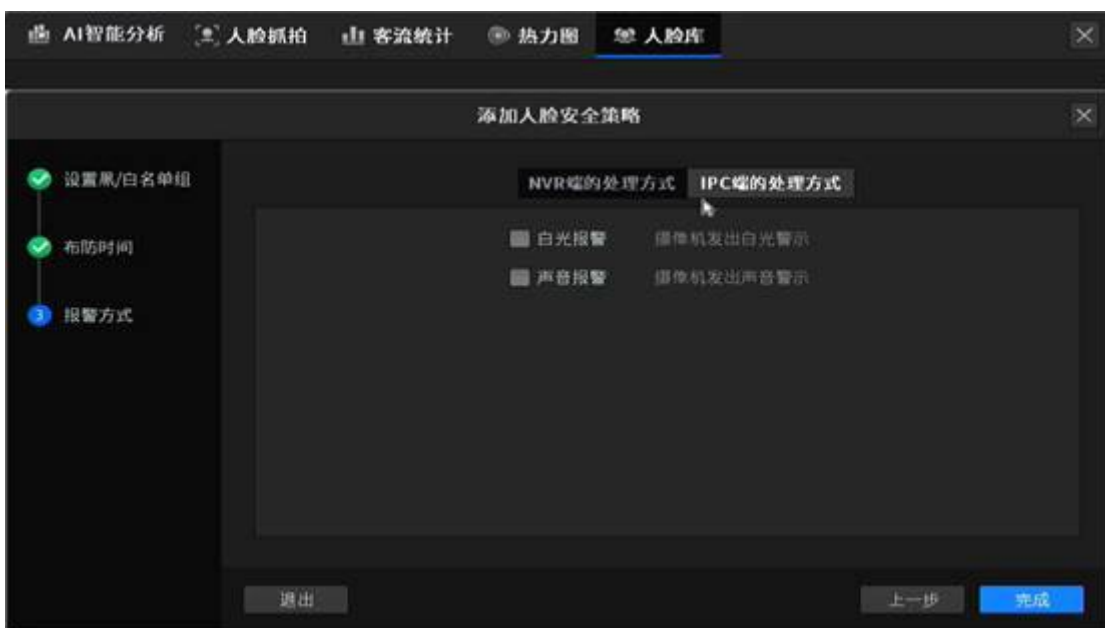 AI智能分析 人脸抓拍 客流统计 热力图 人脸库
添加人脸安全策略
设置黑/白名单组
布防时间
3 报警方式
NVR端的处理方式 IPC端的处理方式
白光报警 摄像机发出白光警示
声音报警 摄像机发出声音警示
退出 上一步 完成